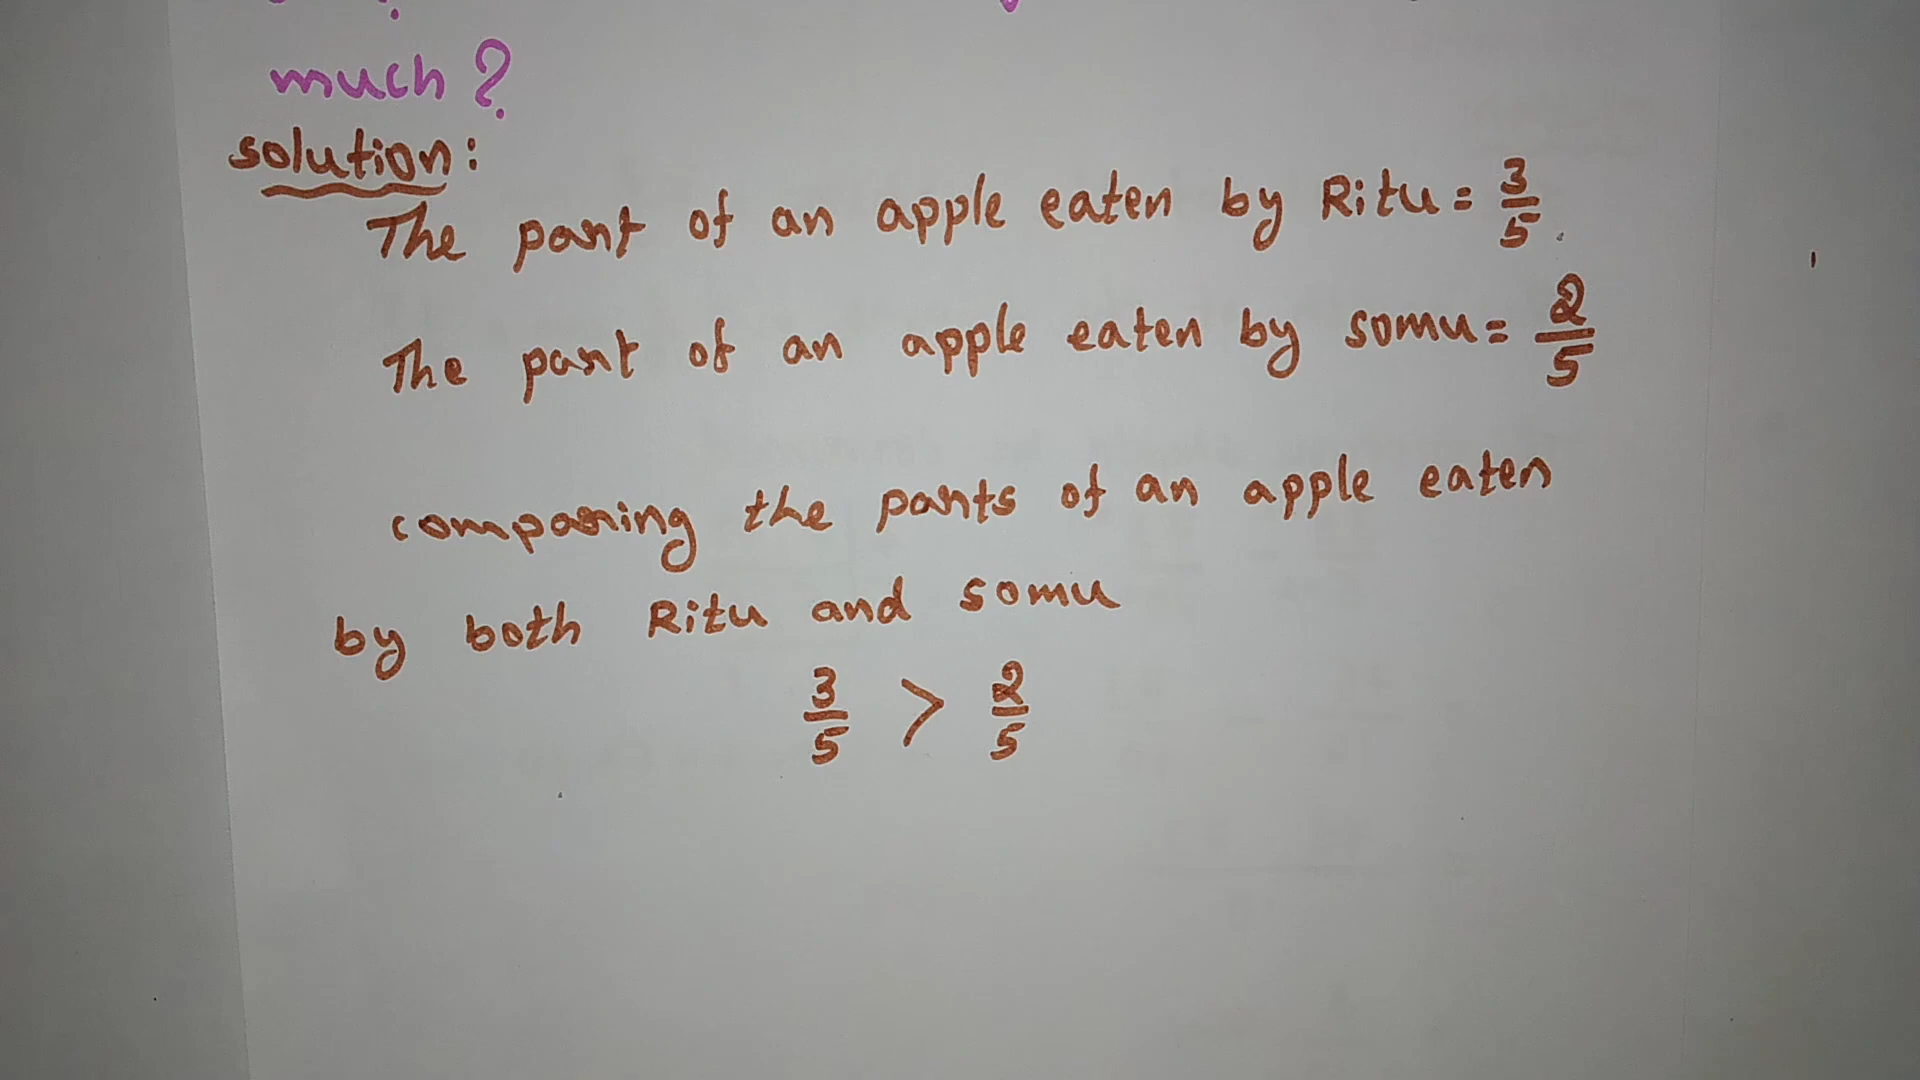 much?
solution:
The part of an apple eaten by Ritu = 3/5
The part of an apple eaten by somu = 2/5
comparing the parts of an apple eaten
by both Ritu and somu
3/5 > 2/5